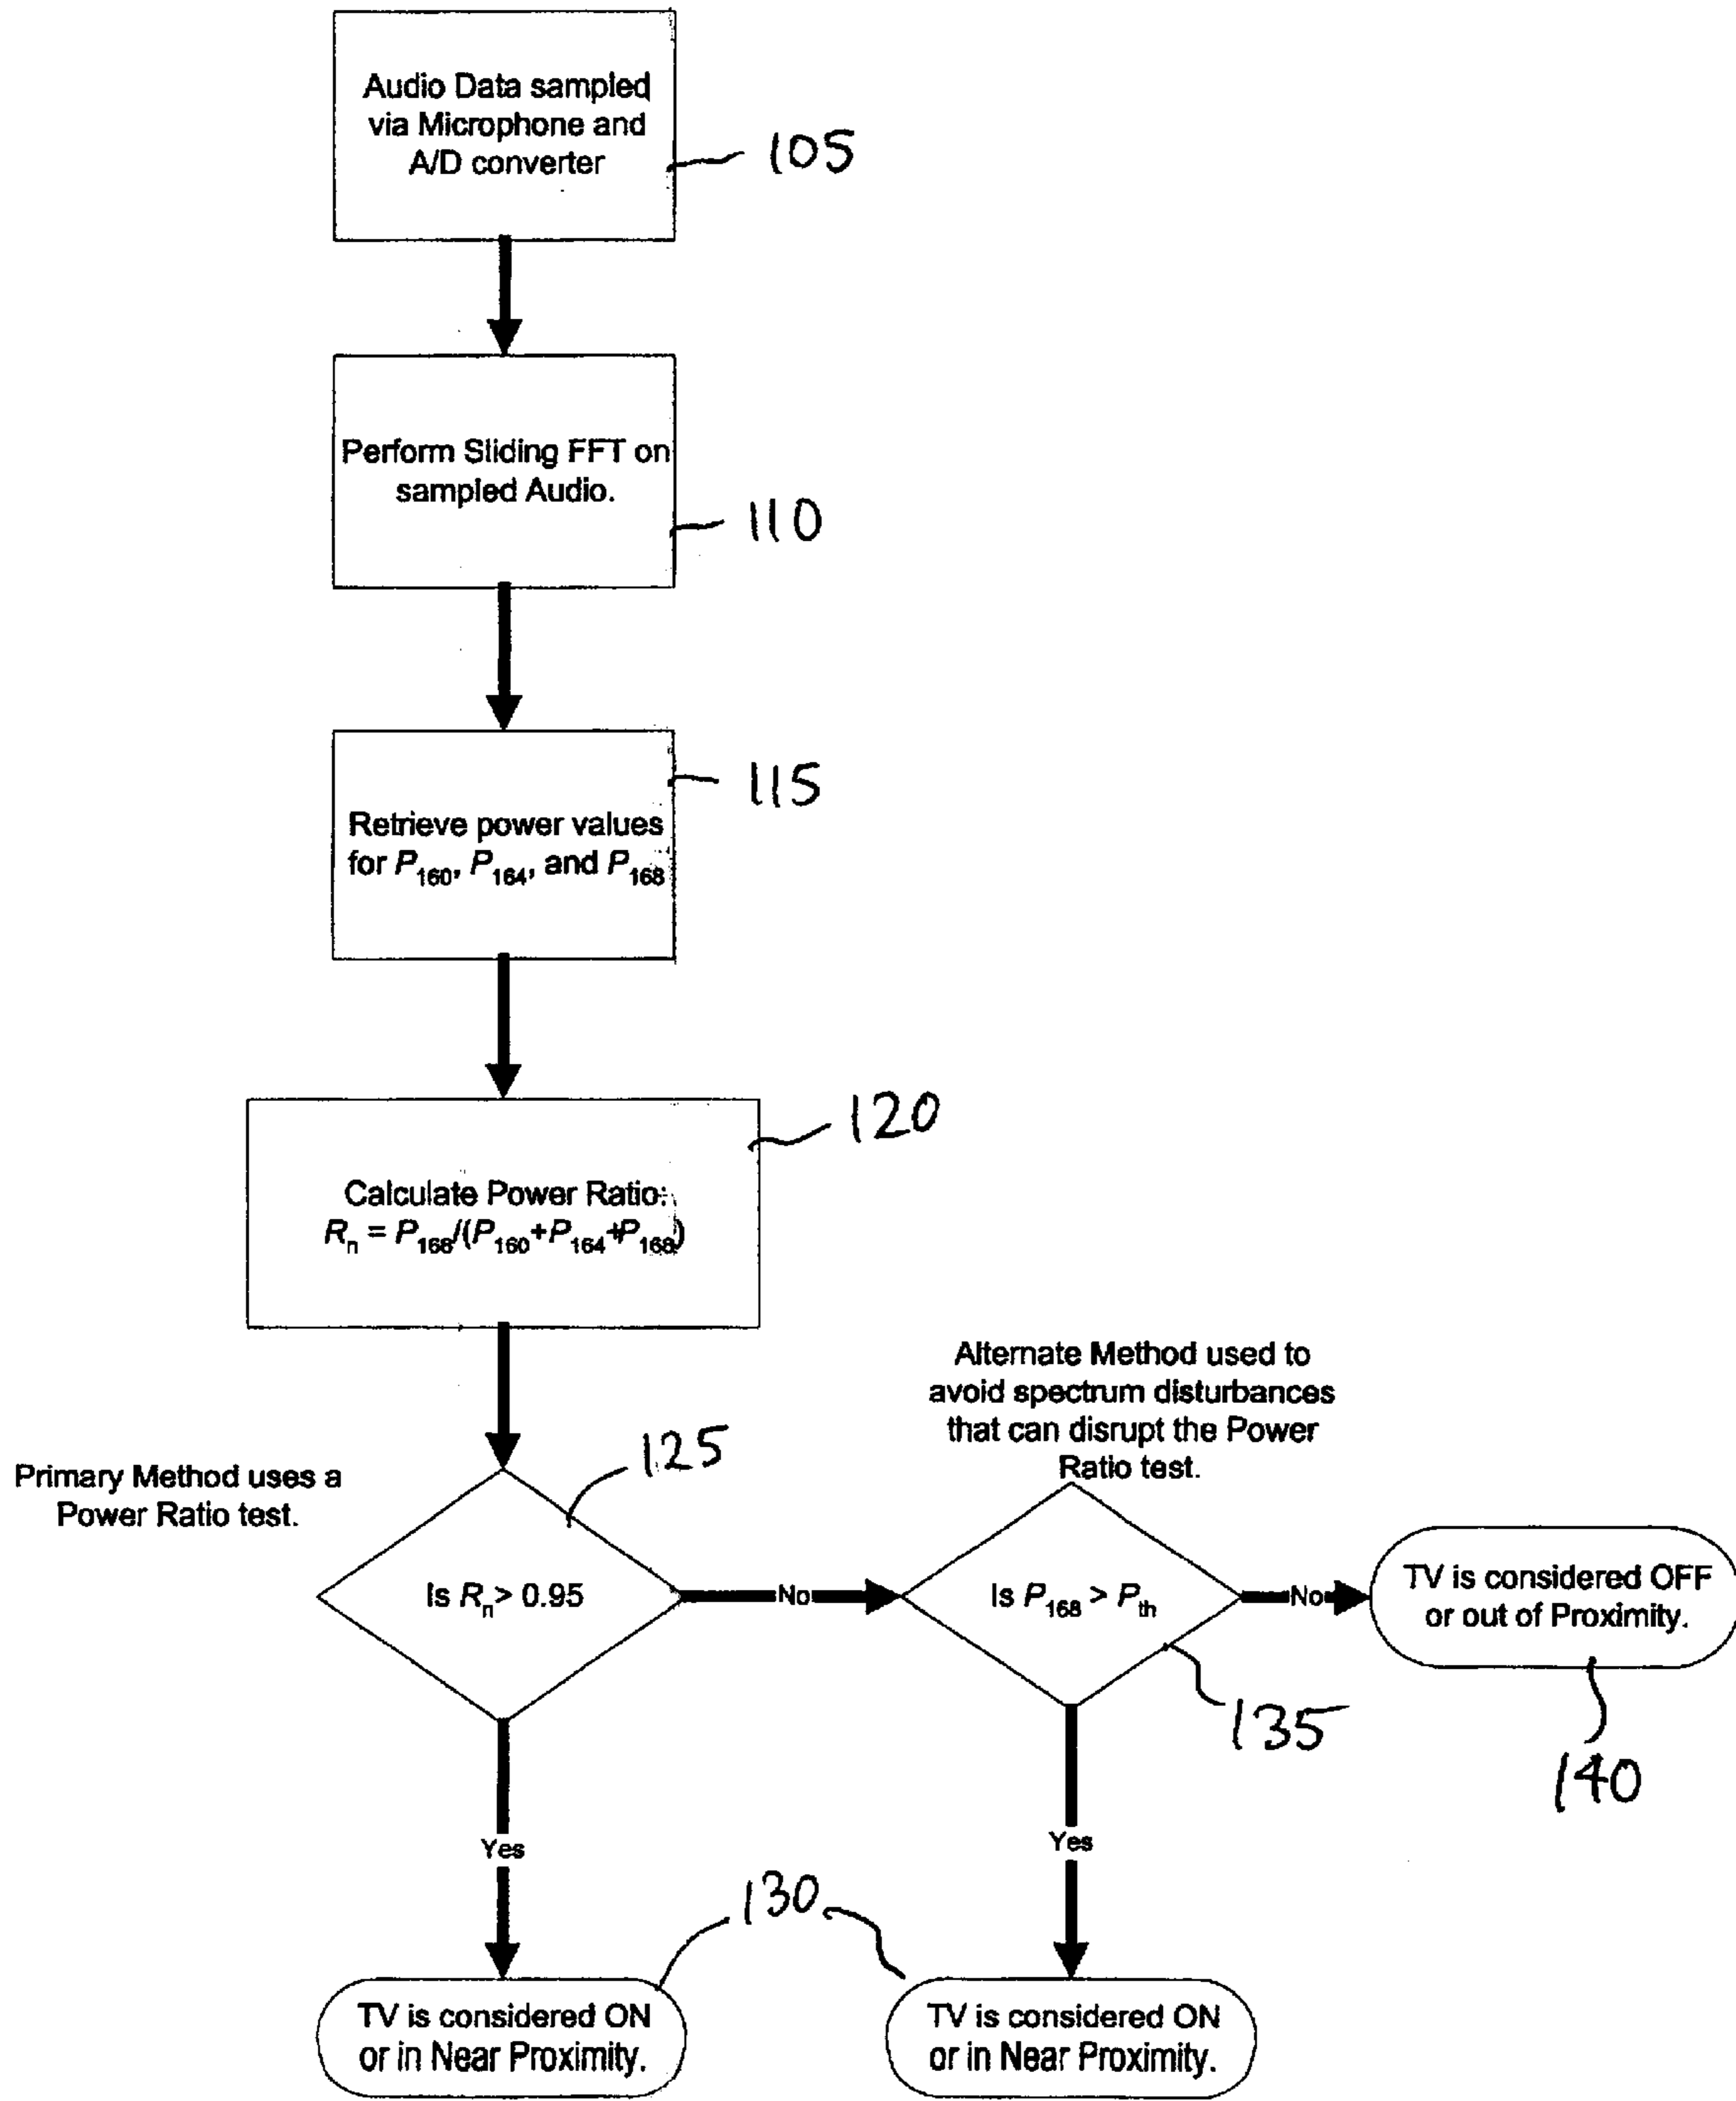 Audio Data sampled
via Microphone and
A/D converter
105
Perform Sliding FFT on
sampled Audio.
110
115
Retrieve power values
for P160, P164, and P168
120
Calculate Power Ratio:
Rn = P168/(P160+P164+P168)
Alternate Method used to
avoid spectrum disturbances
that can disrupt the Power
Ratio test.
125
Primary Method uses a
Power Ratio test.
Is Rn> 0.95
No
Is P168 > Pth
No
TV is considered OFF
or out of Proximity.
135
140
Yes
Yes
130
TV is considered ON
or in Near Proximity.
TV is considered ON
or in Near Proximity.